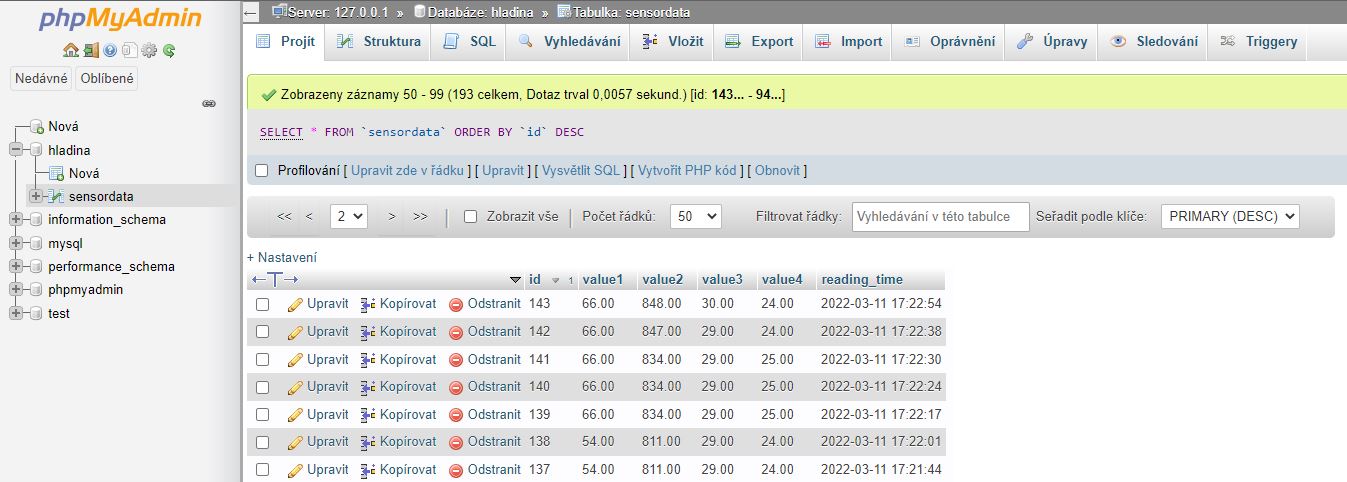 phpMyAdmin
Nedávné Oblíbené
Nová
hladina
Nová
sensordata
information_schema
mysql
performance_schema
phpmyadmin
test
Server: 127.0.0.1 » Databáze: hladina » Tabulka: sensordata
Projít Struktura SQL Vyhledávání Vložit Export Import Oprávnění Úpravy Sledování Triggery
Zobrazeny záznamy 50 - 99 (193 celkem, Dotaz trval 0,0057 sekund.) [id: 143... - 94...]
SELECT * FROM `sensordata` ORDER BY `id` DESC
Profilování [ Upravit zde v řádku ] [ Upravit ] [ Vysvětlit SQL ] [ Vytvořit PHP kód ] [ Obnovit ]
<< < 2 > >> | Zobrazit vše | Počet řádků: 50 Filtrovat řádky: Vyhledávání v této tabulce Seřadit podle klíče: PRIMARY (DESC)
+ Nastavení
←T→ id 1 value1 value2 value3 value4 reading_time
Upravit Kopírovat Odstranit 143 66.00 848.00 30.00 24.00 2022-03-11 17:22:54
Upravit Kopírovat Odstranit 142 66.00 847.00 29.00 24.00 2022-03-11 17:22:38
Upravit Kopírovat Odstranit 141 66.00 834.00 29.00 25.00 2022-03-11 17:22:30
Upravit Kopírovat Odstranit 140 66.00 834.00 29.00 25.00 2022-03-11 17:22:24
Upravit Kopírovat Odstranit 139 66.00 834.00 29.00 25.00 2022-03-11 17:22:17
Upravit Kopírovat Odstranit 138 54.00 811.00 29.00 24.00 2022-03-11 17:22:01
Upravit Kopírovat Odstranit 137 54.00 811.00 29.00 24.00 2022-03-11 17:21:44